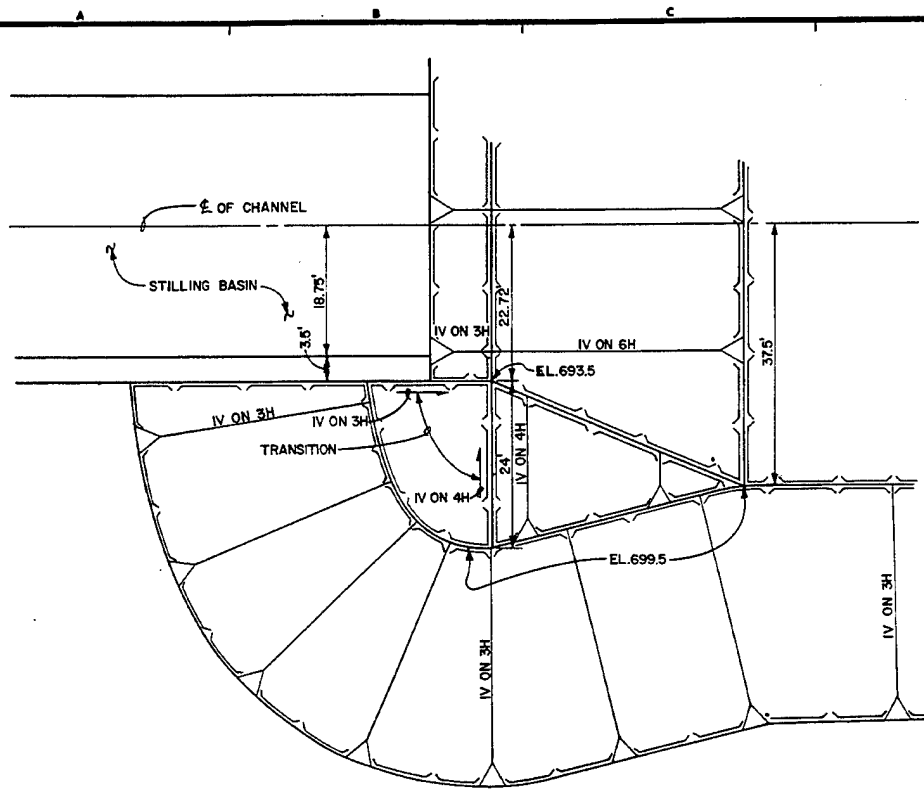 A B C
℄ OF CHANNEL
STILLING BASIN
18.75'
3.5'
22.72'
37.5'
IV ON 3H
IV ON 6H
EL.693.5
IV ON 3H
IV ON 3H
TRANSITION
24'
IV ON 4H
IV ON 4H
EL.699.5
IV ON 3H
IV ON 3H